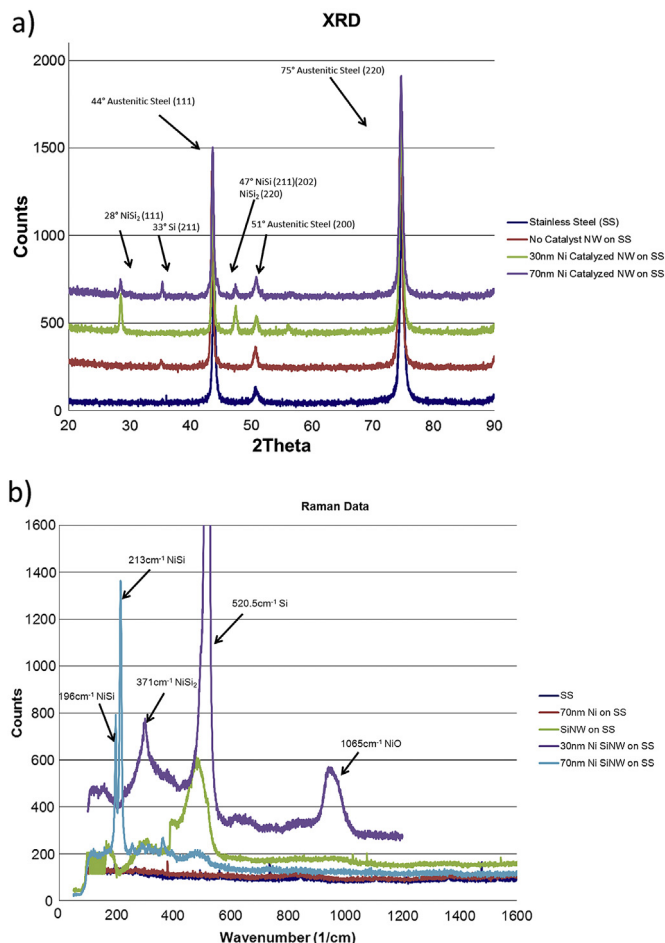 a)
XRD
2000
1500
1000
500
0
Counts
75° Austenitic Steel (220)
44° Austenitic Steel (111)
47° NiSi (211)(202)
NiSi₂ (220)
28° NiSi₂ (111)
33° Si (211)
51° Austenitic Steel (200)
20 30 40 50 60 70 80 90
2Theta
Stainless Steel (SS)
No Catalyst NW on SS
30nm Ni Catalyzed NW on SS
70nm Ni Catalyzed NW on SS
b)
Raman Data
1600
1400
1200
1000
800
600
400
200
0
Counts
213cm⁻¹ NiSi
520.5cm⁻¹ Si
196cm⁻¹ NiSi
371cm⁻¹ NiSi₂
1065cm⁻¹ NiO
0 200 400 600 800 1000 1200 1400 1600
Wavenumber (1/cm)
SS
70nm Ni on SS
SiNW on SS
30nm Ni SiNW on SS
70nm Ni SiNW on SS